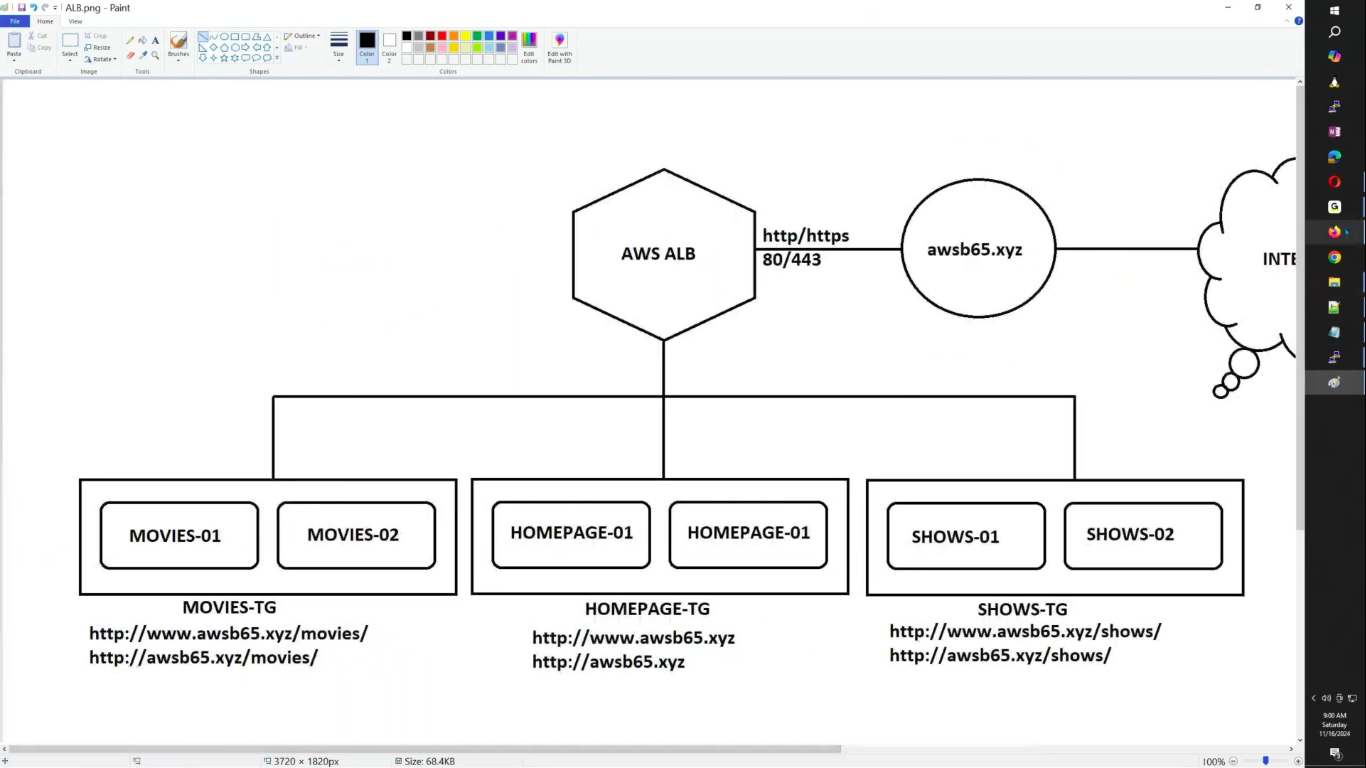 ALB.png - Paint
File
Home
View
Paste
Cut
Copy
Clipboard
Select
Crop
Resize
Rotate
Image
A
Tools
Brushes
Outline
Fill
Shapes
Size
Color
1
Color
2
Edit
colors
Edit with
Paint 3D
Colors
AWS ALB
http/https
80/443
awsb65.xyz
INTE
MOVIES-01
MOVIES-02
HOMEPAGE-01
HOMEPAGE-01
SHOWS-01
SHOWS-02
MOVIES-TG
http://www.awsb65.xyz/movies/
http://awsb65.xyz/movies/
HOMEPAGE-TG
http://www.awsb65.xyz
http://awsb65.xyz
SHOWS-TG
http://www.awsb65.xyz/shows/
http://awsb65.xyz/shows/
3720 × 1820px
Size: 68.4KB
100%
9:00 AM
Saturday
11/16/2024